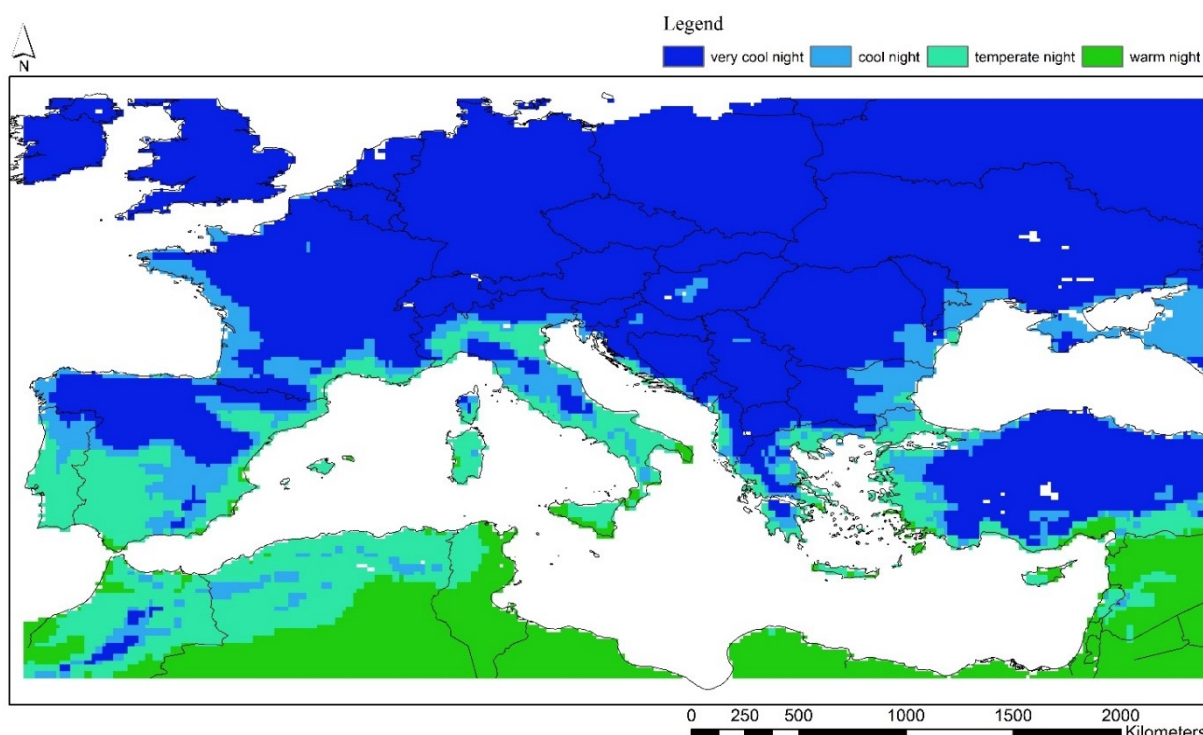 Legend
very cool night cool night temperate night warm night
N
0 250 500 1000 1500 2000
Kilometers